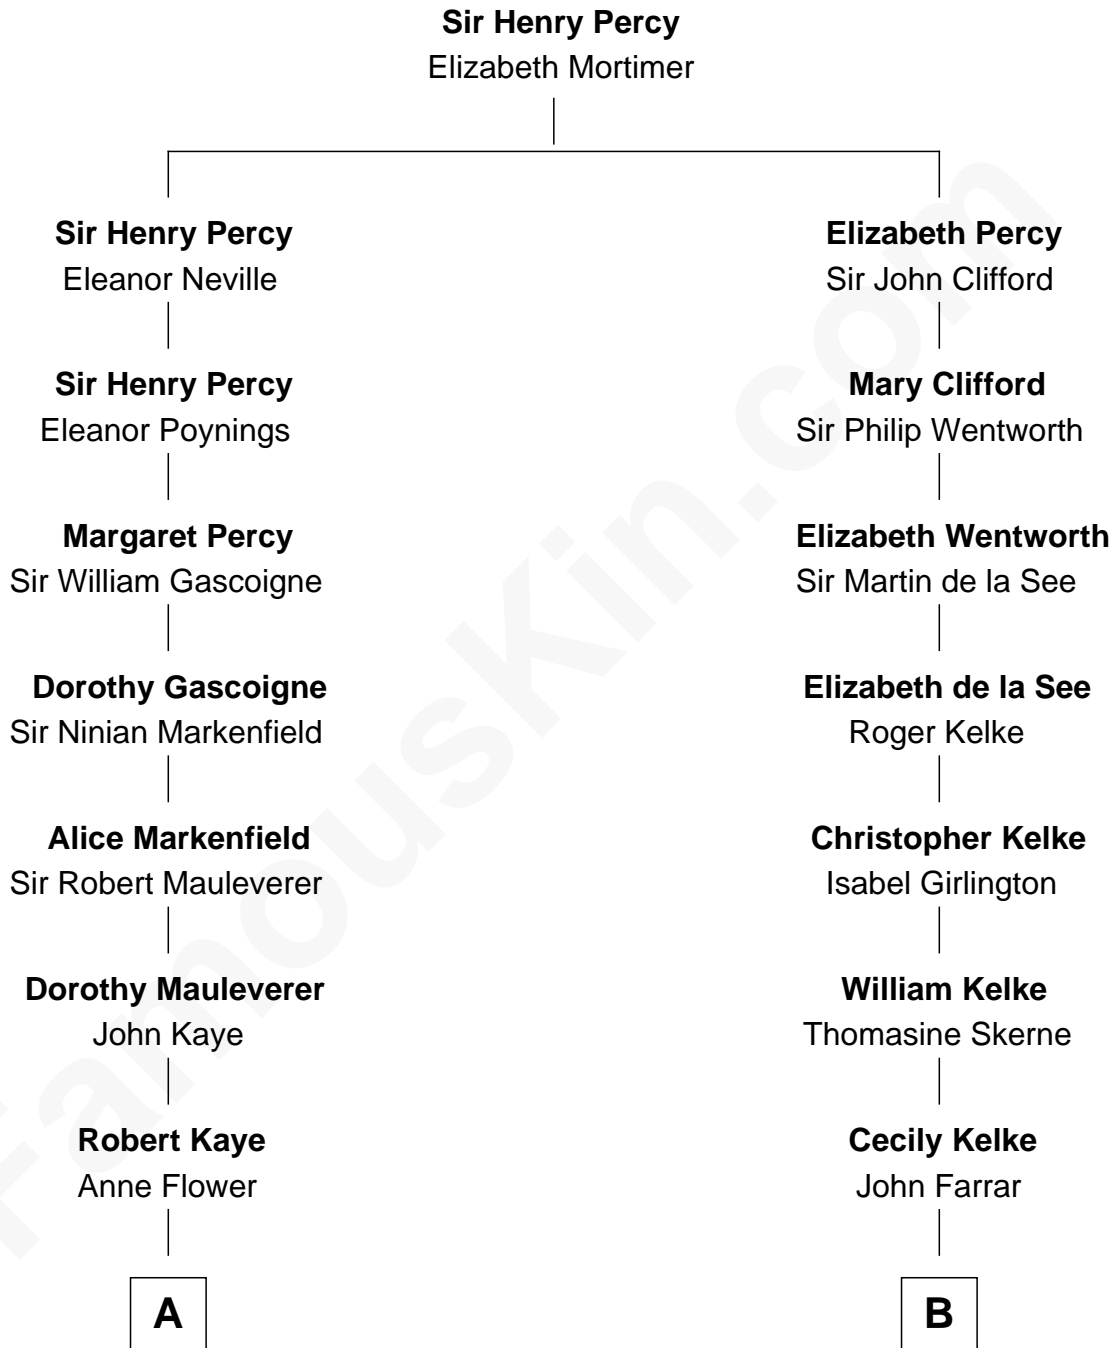 Sir Henry Percy
Elizabeth Mortimer
Sir Henry Percy
Eleanor Neville
Sir Henry Percy
Eleanor Poynings
Margaret Percy
Sir William Gascoigne
Dorothy Gascoigne
Sir Ninian Markenfield
Alice Markenfield
Sir Robert Mauleverer
Dorothy Mauleverer
John Kaye
Robert Kaye
Anne Flower
A
Elizabeth Percy
Sir John Clifford
Mary Clifford
Sir Philip Wentworth
Elizabeth Wentworth
Sir Martin de la See
Elizabeth de la See
Roger Kelke
Christopher Kelke
Isabel Girlington
William Kelke
Thomasine Skerne
Cecily Kelke
John Farrar
B
FamousKin.com